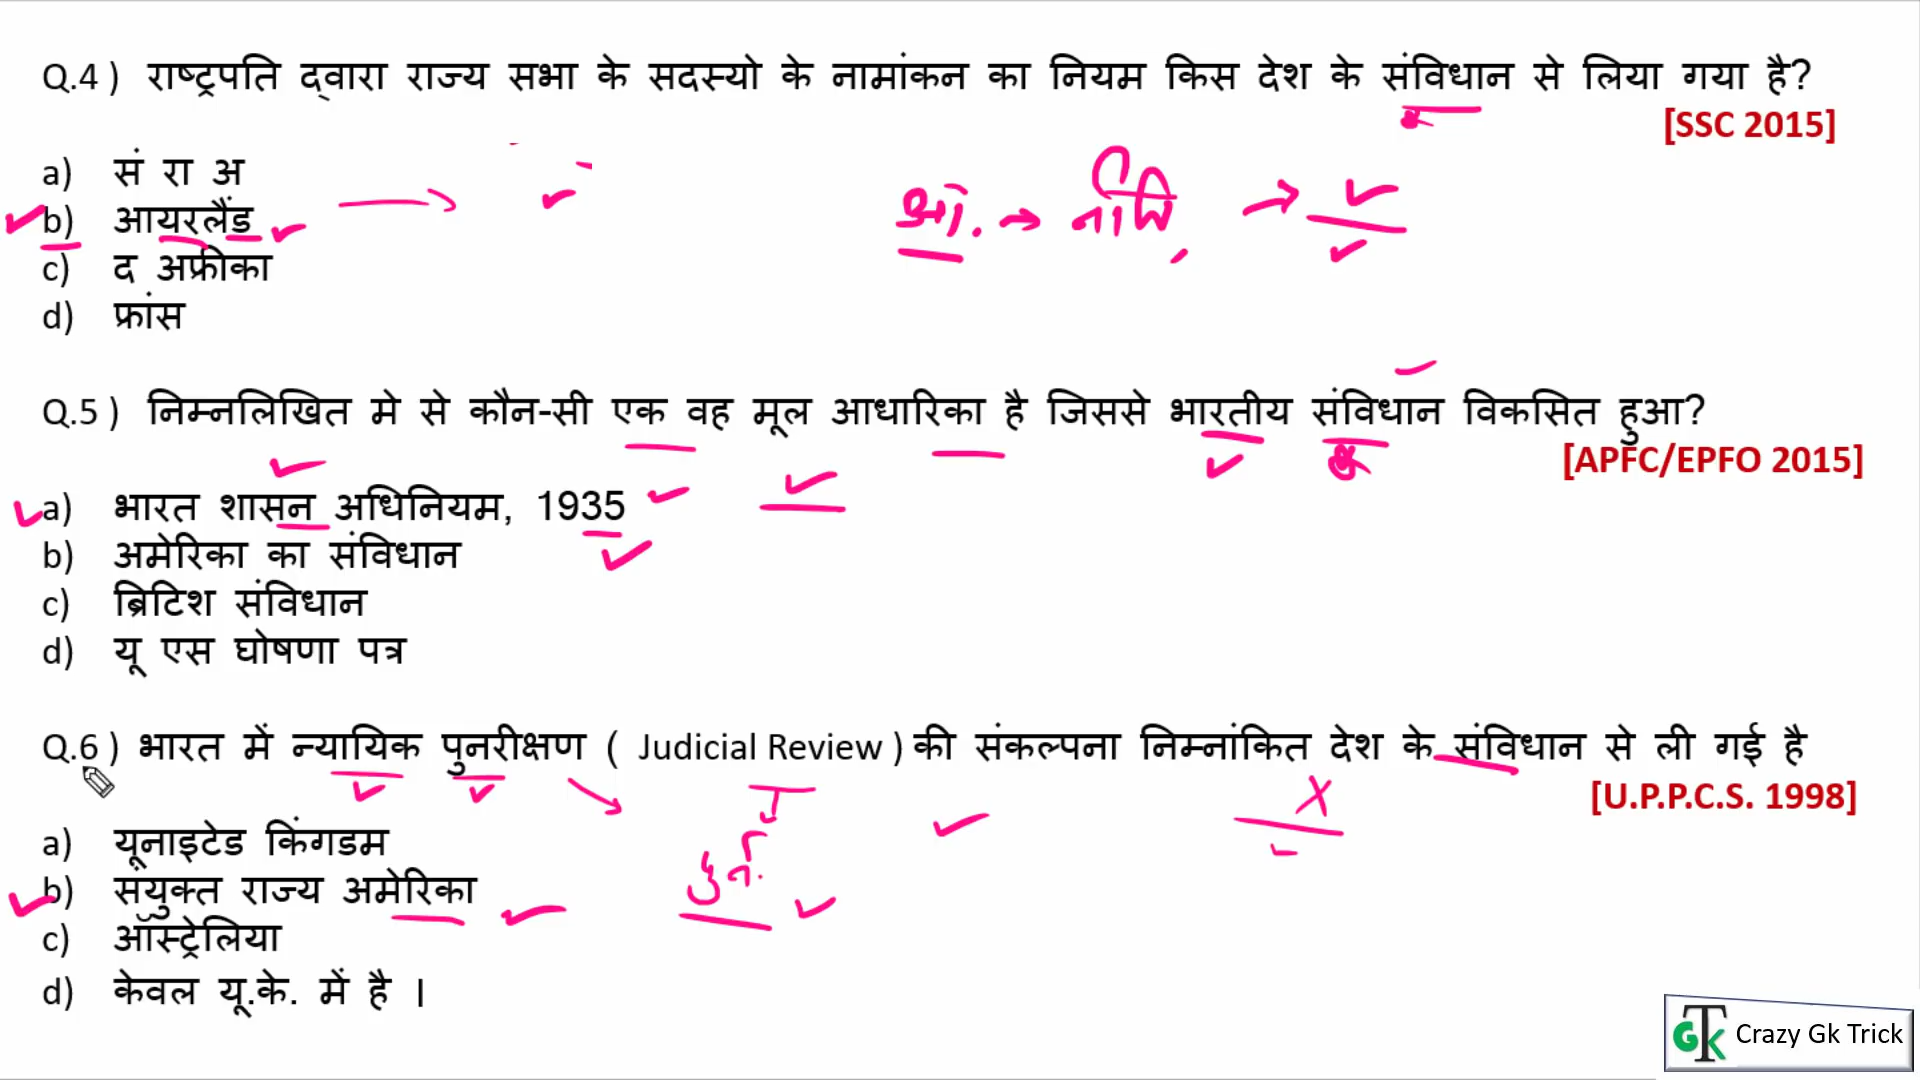 Q.4 ) राष्ट्रपति द्वारा राज्य सभा के सदस्यो के नामांकन का नियम किस देश के संविधान से लिया गया है?
[SSC 2015]
a) सं रा अ
b) आयरलैंड
c) द अफ्रीका
d) फ्रांस
Q.5 ) निम्नलिखित मे से कौन-सी एक वह मूल आधारिका है जिससे भारतीय संविधान विकसित हुआ?
[APFC/EPFO 2015]
a) भारत शासन अधिनियम, 1935
b) अमेरिका का संविधान
c) ब्रिटिश संविधान
d) यू एस घोषणा पत्र
Q.6 ) भारत में न्यायिक पुनरीक्षण ( Judicial Review ) की संकल्पना निम्नांकित देश के संविधान से ली गई है
[U.P.P.C.S. 1998]
a) यूनाइटेड किंगडम
b) संयुक्त राज्य अमेरिका
c) ऑस्ट्रेलिया
d) केवल यू.के. में है ।
GTK Crazy Gk Trick